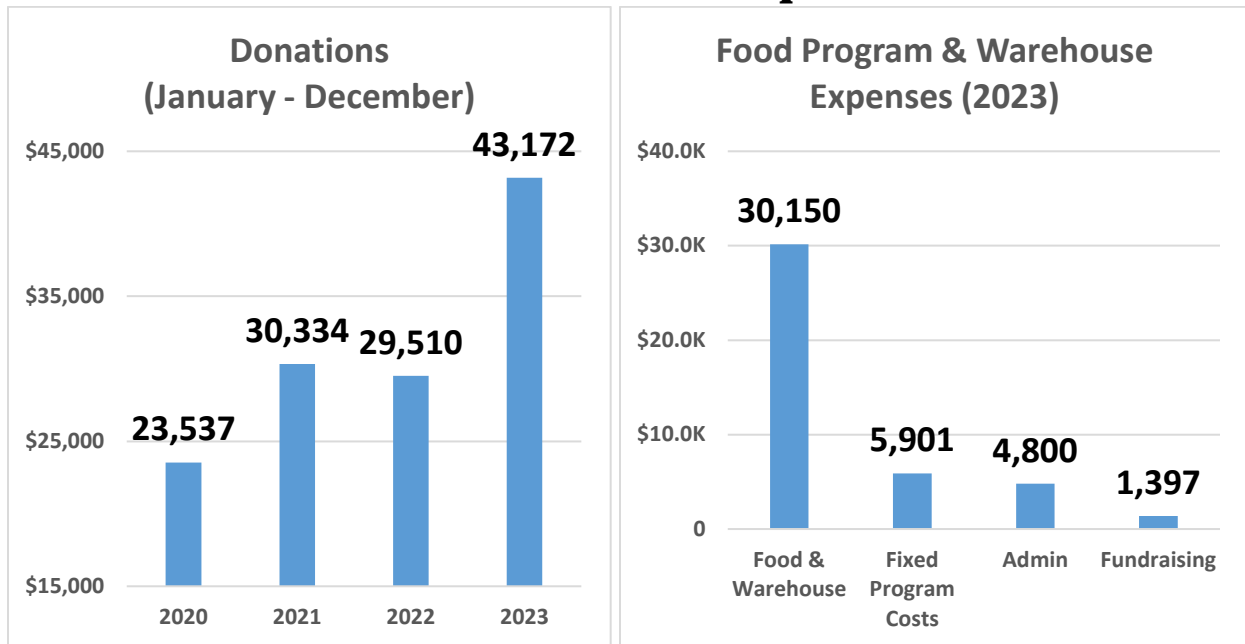 Donations
(January - December)
$45,000
$35,000
$25,000
$15,000
23,537
30,334
29,510
43,172
2020
2021
2022
2023
Food Program & Warehouse
Expenses (2023)
$40.0K
$30.0K
$20.0K
$10.0K
0
30,150
5,901
4,800
1,397
Food &
Warehouse
Fixed
Program
Costs
Admin
Fundraising